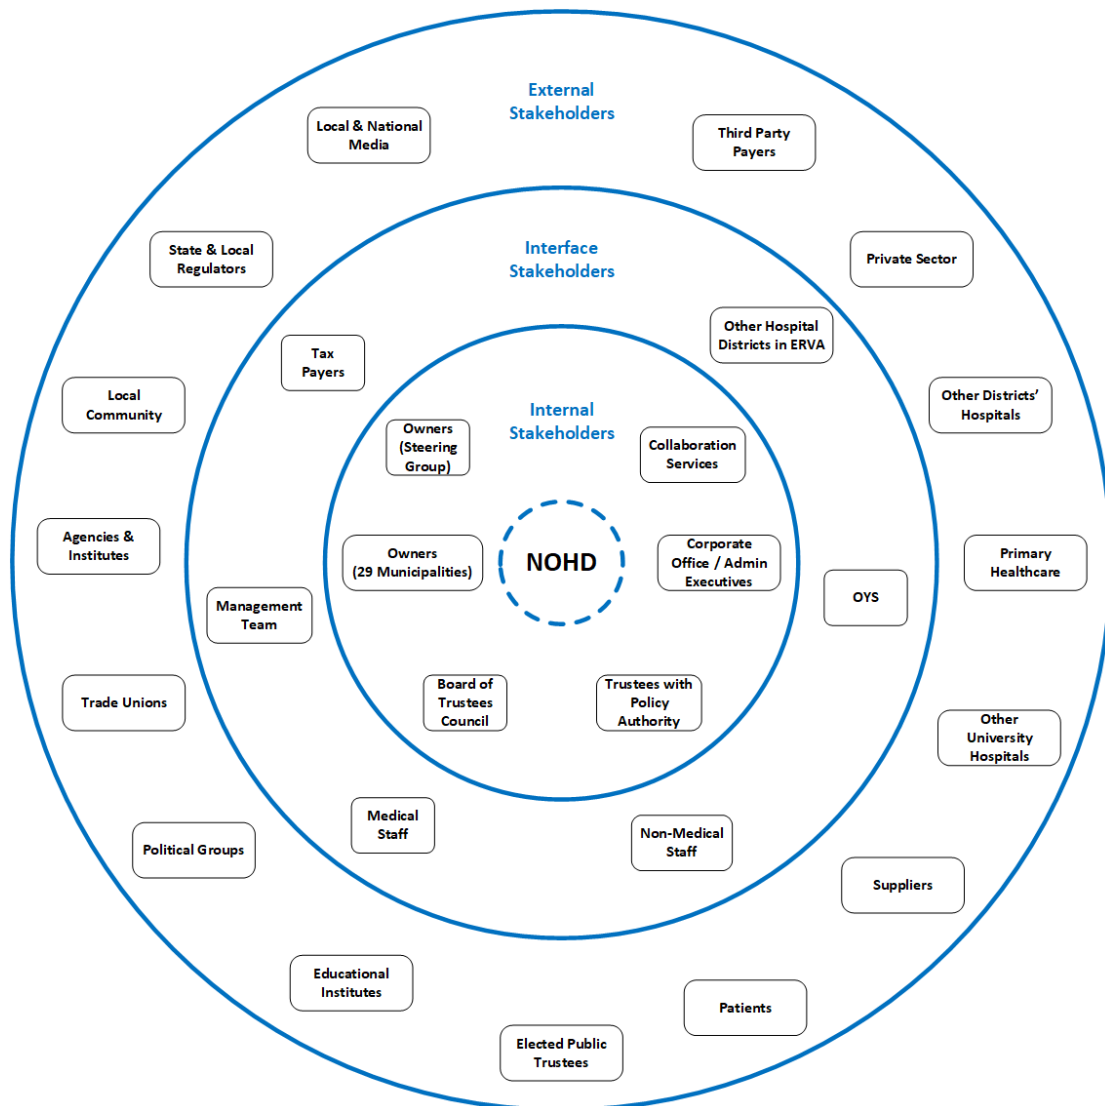 External
Stakeholders
Local & National
Media
Third Party
Payers
State & Local
Regulators
Interface
Stakeholders
Private Sector
Other Hospital
Districts in ERVA
Tax
Payers
Local
Community
Other Districts’
Hospitals
Internal
Stakeholders
Owners
(Steering
Group)
Collaboration
Services
Agencies &
Institutes
Owners
(29 Municipalities)
NOHD
Corporate
Office / Admin
Executives
Primary
Healthcare
Management
Team
OYS
Trade Unions
Board of
Trustees
Council
Trustees with
Policy
Authority
Other
University
Hospitals
Medical
Staff
Non-Medical
Staff
Political Groups
Suppliers
Educational
Institutes
Patients
Elected Public
Trustees